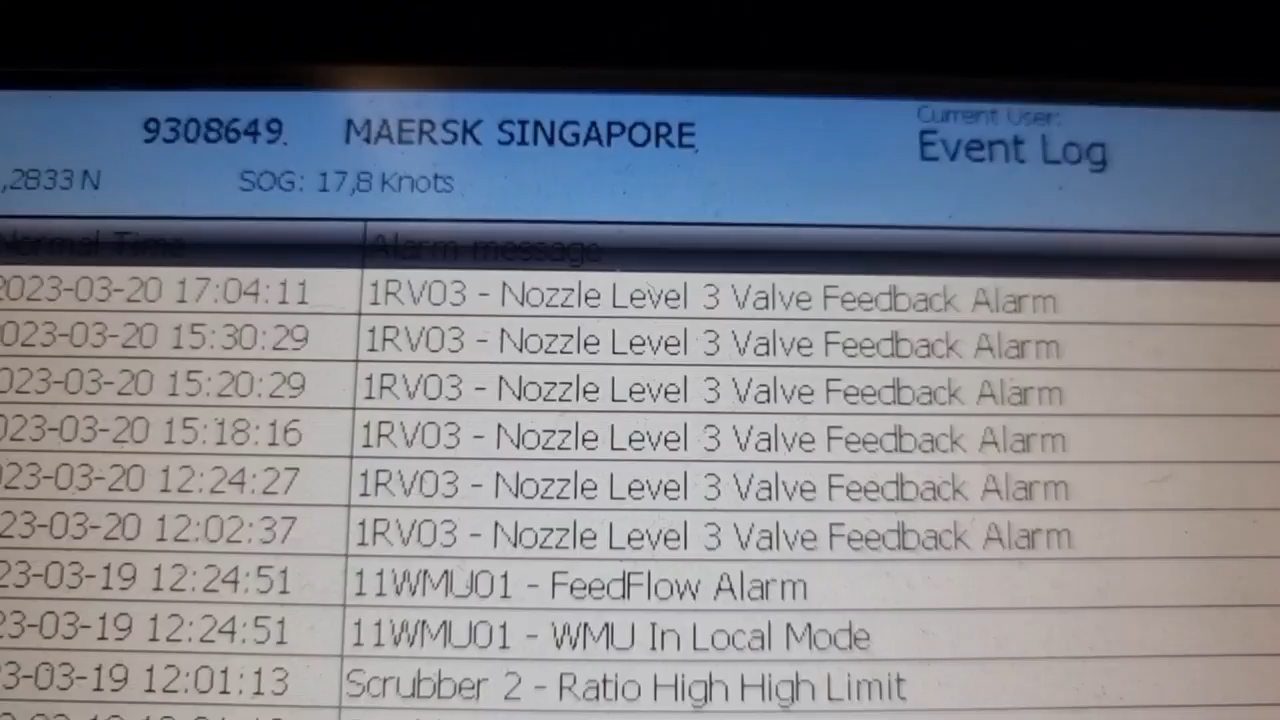 9308649. MAERSK SINGAPORE
Current User:
Event Log
,2833 N SOG: 17,8 Knots
Normal Time Alarm message
2023-03-20 17:04:11 1RV03 - Nozzle Level 3 Valve Feedback Alarm
023-03-20 15:30:29 1RV03 - Nozzle Level 3 Valve Feedback Alarm
023-03-20 15:20:29 1RV03 - Nozzle Level 3 Valve Feedback Alarm
023-03-20 15:18:16 1RV03 - Nozzle Level 3 Valve Feedback Alarm
23-03-20 12:24:27 1RV03 - Nozzle Level 3 Valve Feedback Alarm
23-03-20 12:02:37 1RV03 - Nozzle Level 3 Valve Feedback Alarm
23-03-19 12:24:51 11WMU01 - FeedFlow Alarm
23-03-19 12:24:51 11WMU01 - WMU In Local Mode
3-03-19 12:01:13 Scrubber 2 - Ratio High High Limit